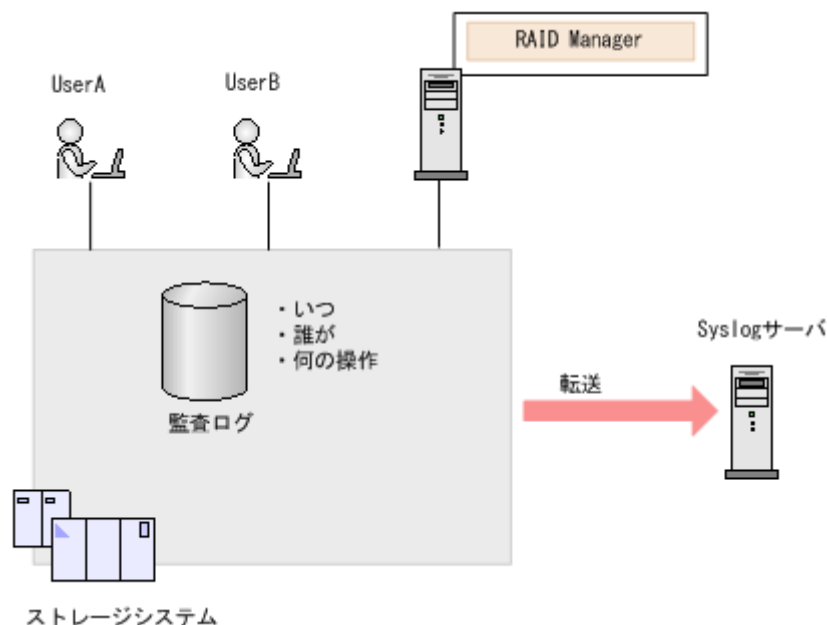 RAID Manager
UserA
UserB
・いつ
・誰が
・何の操作
監査ログ
Syslogサーバ
転送
ストレージシステム